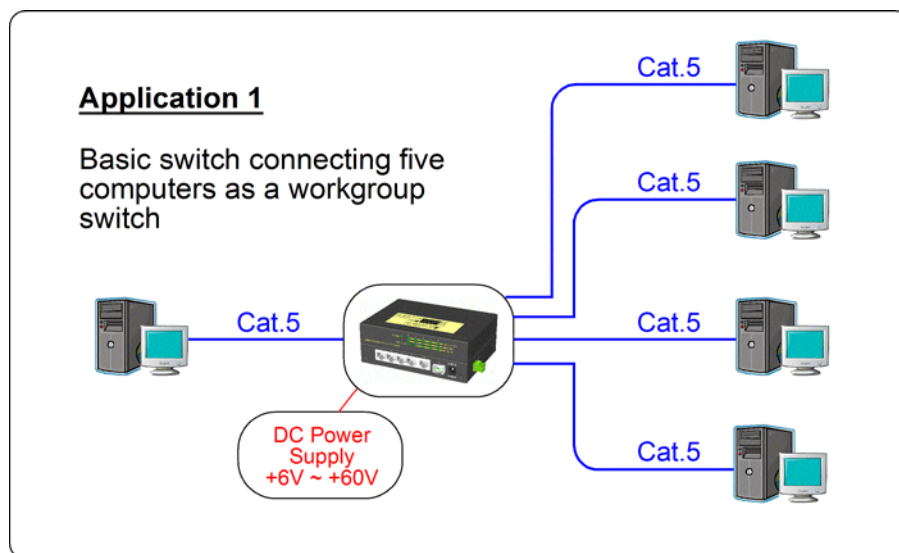 Application 1
Basic switch connecting five
computers as a workgroup
switch
Cat.5
Cat.5
Cat.5
Cat.5
Cat.5
DC Power
Supply
+6V ~ +60V